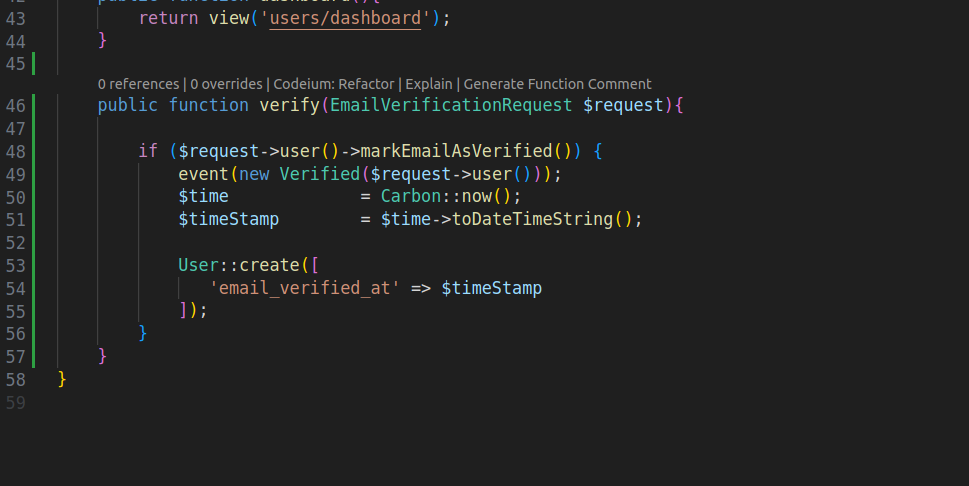 43 return view('users/dashboard');
44 }
45
0 references | 0 overrides | Codeium: Refactor | Explain | Generate Function Comment
46 public function verify(EmailVerificationRequest $request){
47
48 if ($request->user()->markEmailAsVerified()) {
49 event(new Verified($request->user()));
50 $time = Carbon::now();
51 $timeStamp = $time->toDateTimeString();
52
53 User::create([
54 'email_verified_at' => $timeStamp
55 ]);
56 }
57 }
58 }
59